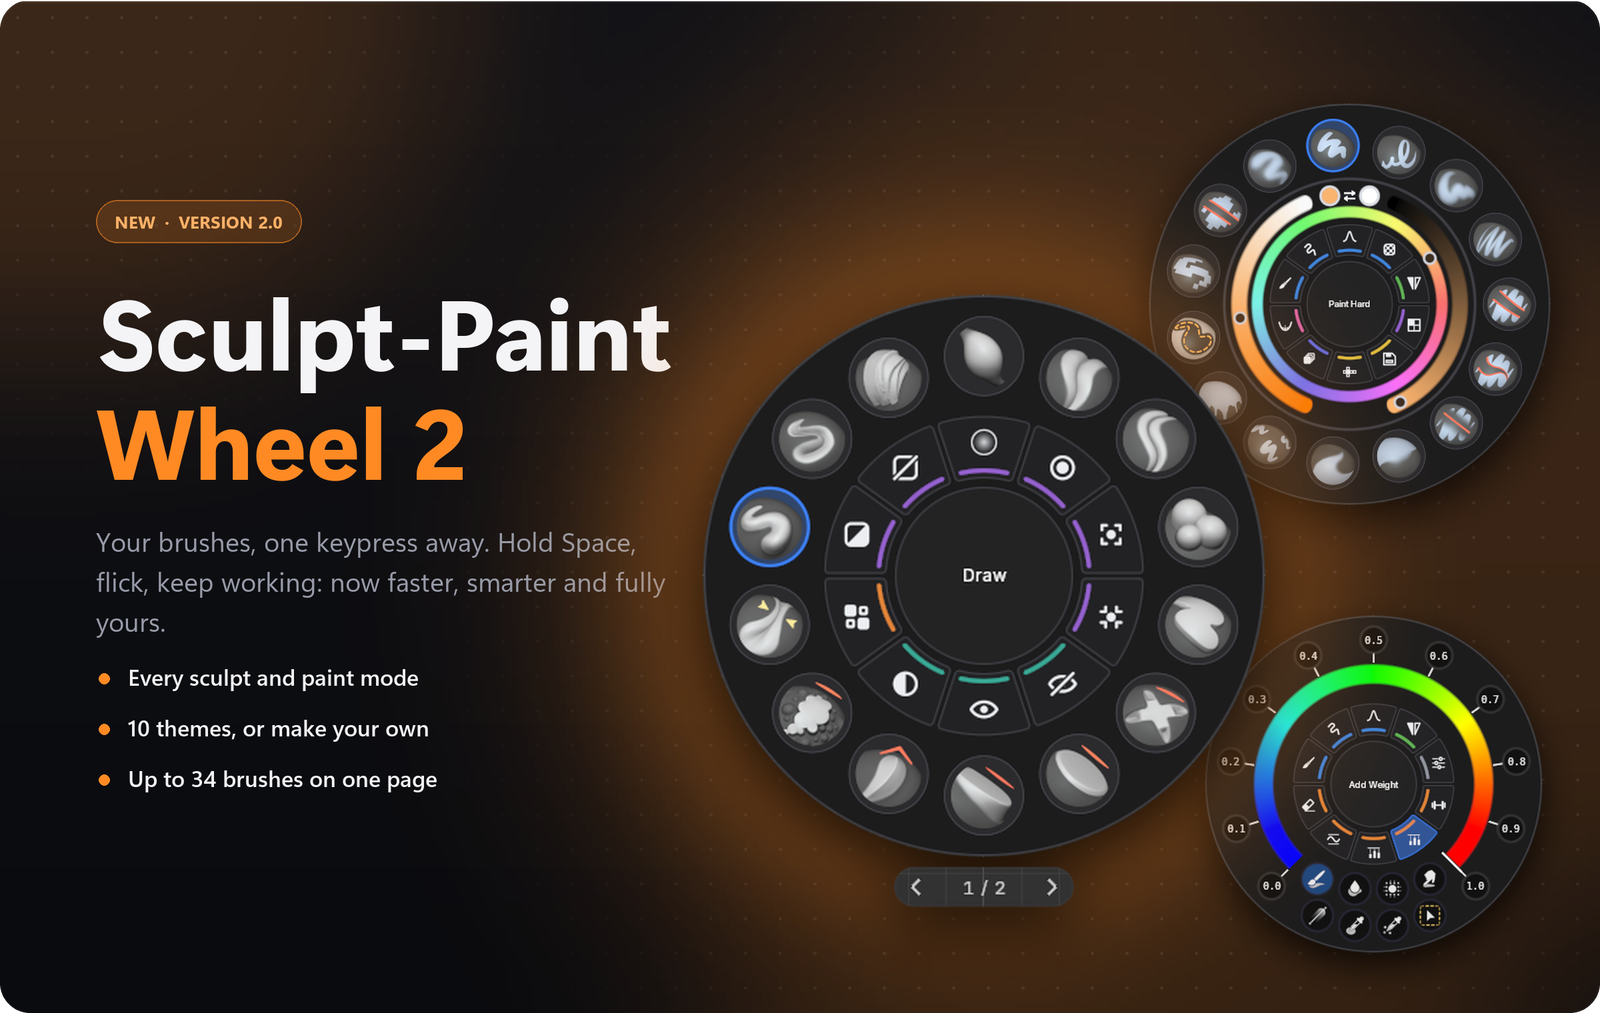 NEW · VERSION 2.0
Sculpt-Paint
Wheel 2
Your brushes, one keypress away. Hold Space,
flick, keep working: now faster, smarter and fully
yours.
Every sculpt and paint mode
10 themes, or make your own
Up to 34 brushes on one page
Draw
1 / 2
Paint Hard
0.0
0.1
0.2
0.3
0.4
0.5
0.6
0.7
0.8
0.9
1.0
Add Weight